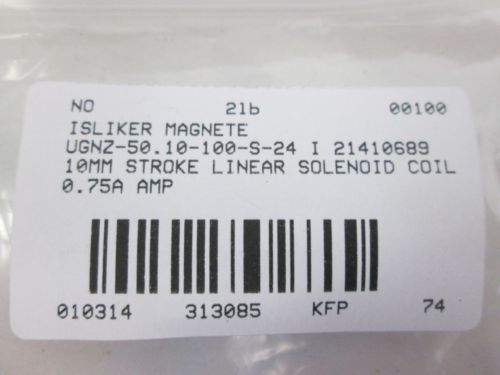 NO 2lb 00100
ISLIKER MAGNETE
UGNZ-50.10-100-S-24 I 21410689
10MM STROKE LINEAR SOLENOID COIL
0.75A AMP
010314 313085 KFP 74